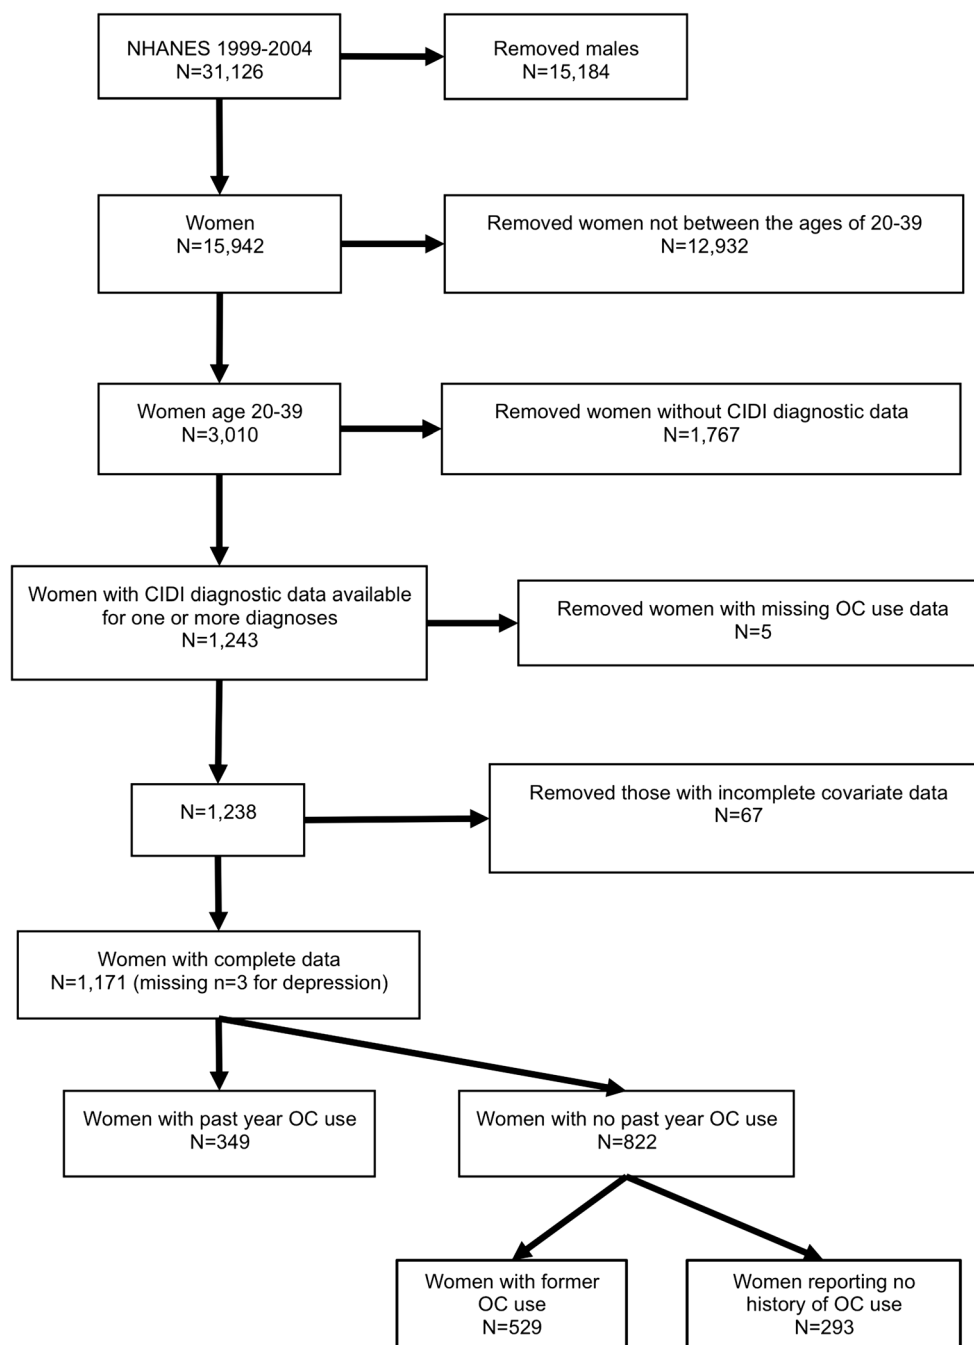 NHANES 1999-2004
N=31,126
Removed males
N=15,184
Women
N=15,942
Removed women not between the ages of 20-39
N=12,932
Women age 20-39
N=3,010
Removed women without CIDI diagnostic data
N=1,767
Women with CIDI diagnostic data available
for one or more diagnoses
N=1,243
Removed women with missing OC use data
N=5
N=1,238
Removed those with incomplete covariate data
N=67
Women with complete data
N=1,171 (missing n=3 for depression)
Women with past year OC use
N=349
Women with no past year OC use
N=822
Women with former
OC use
N=529
Women reporting no
history of OC use
N=293